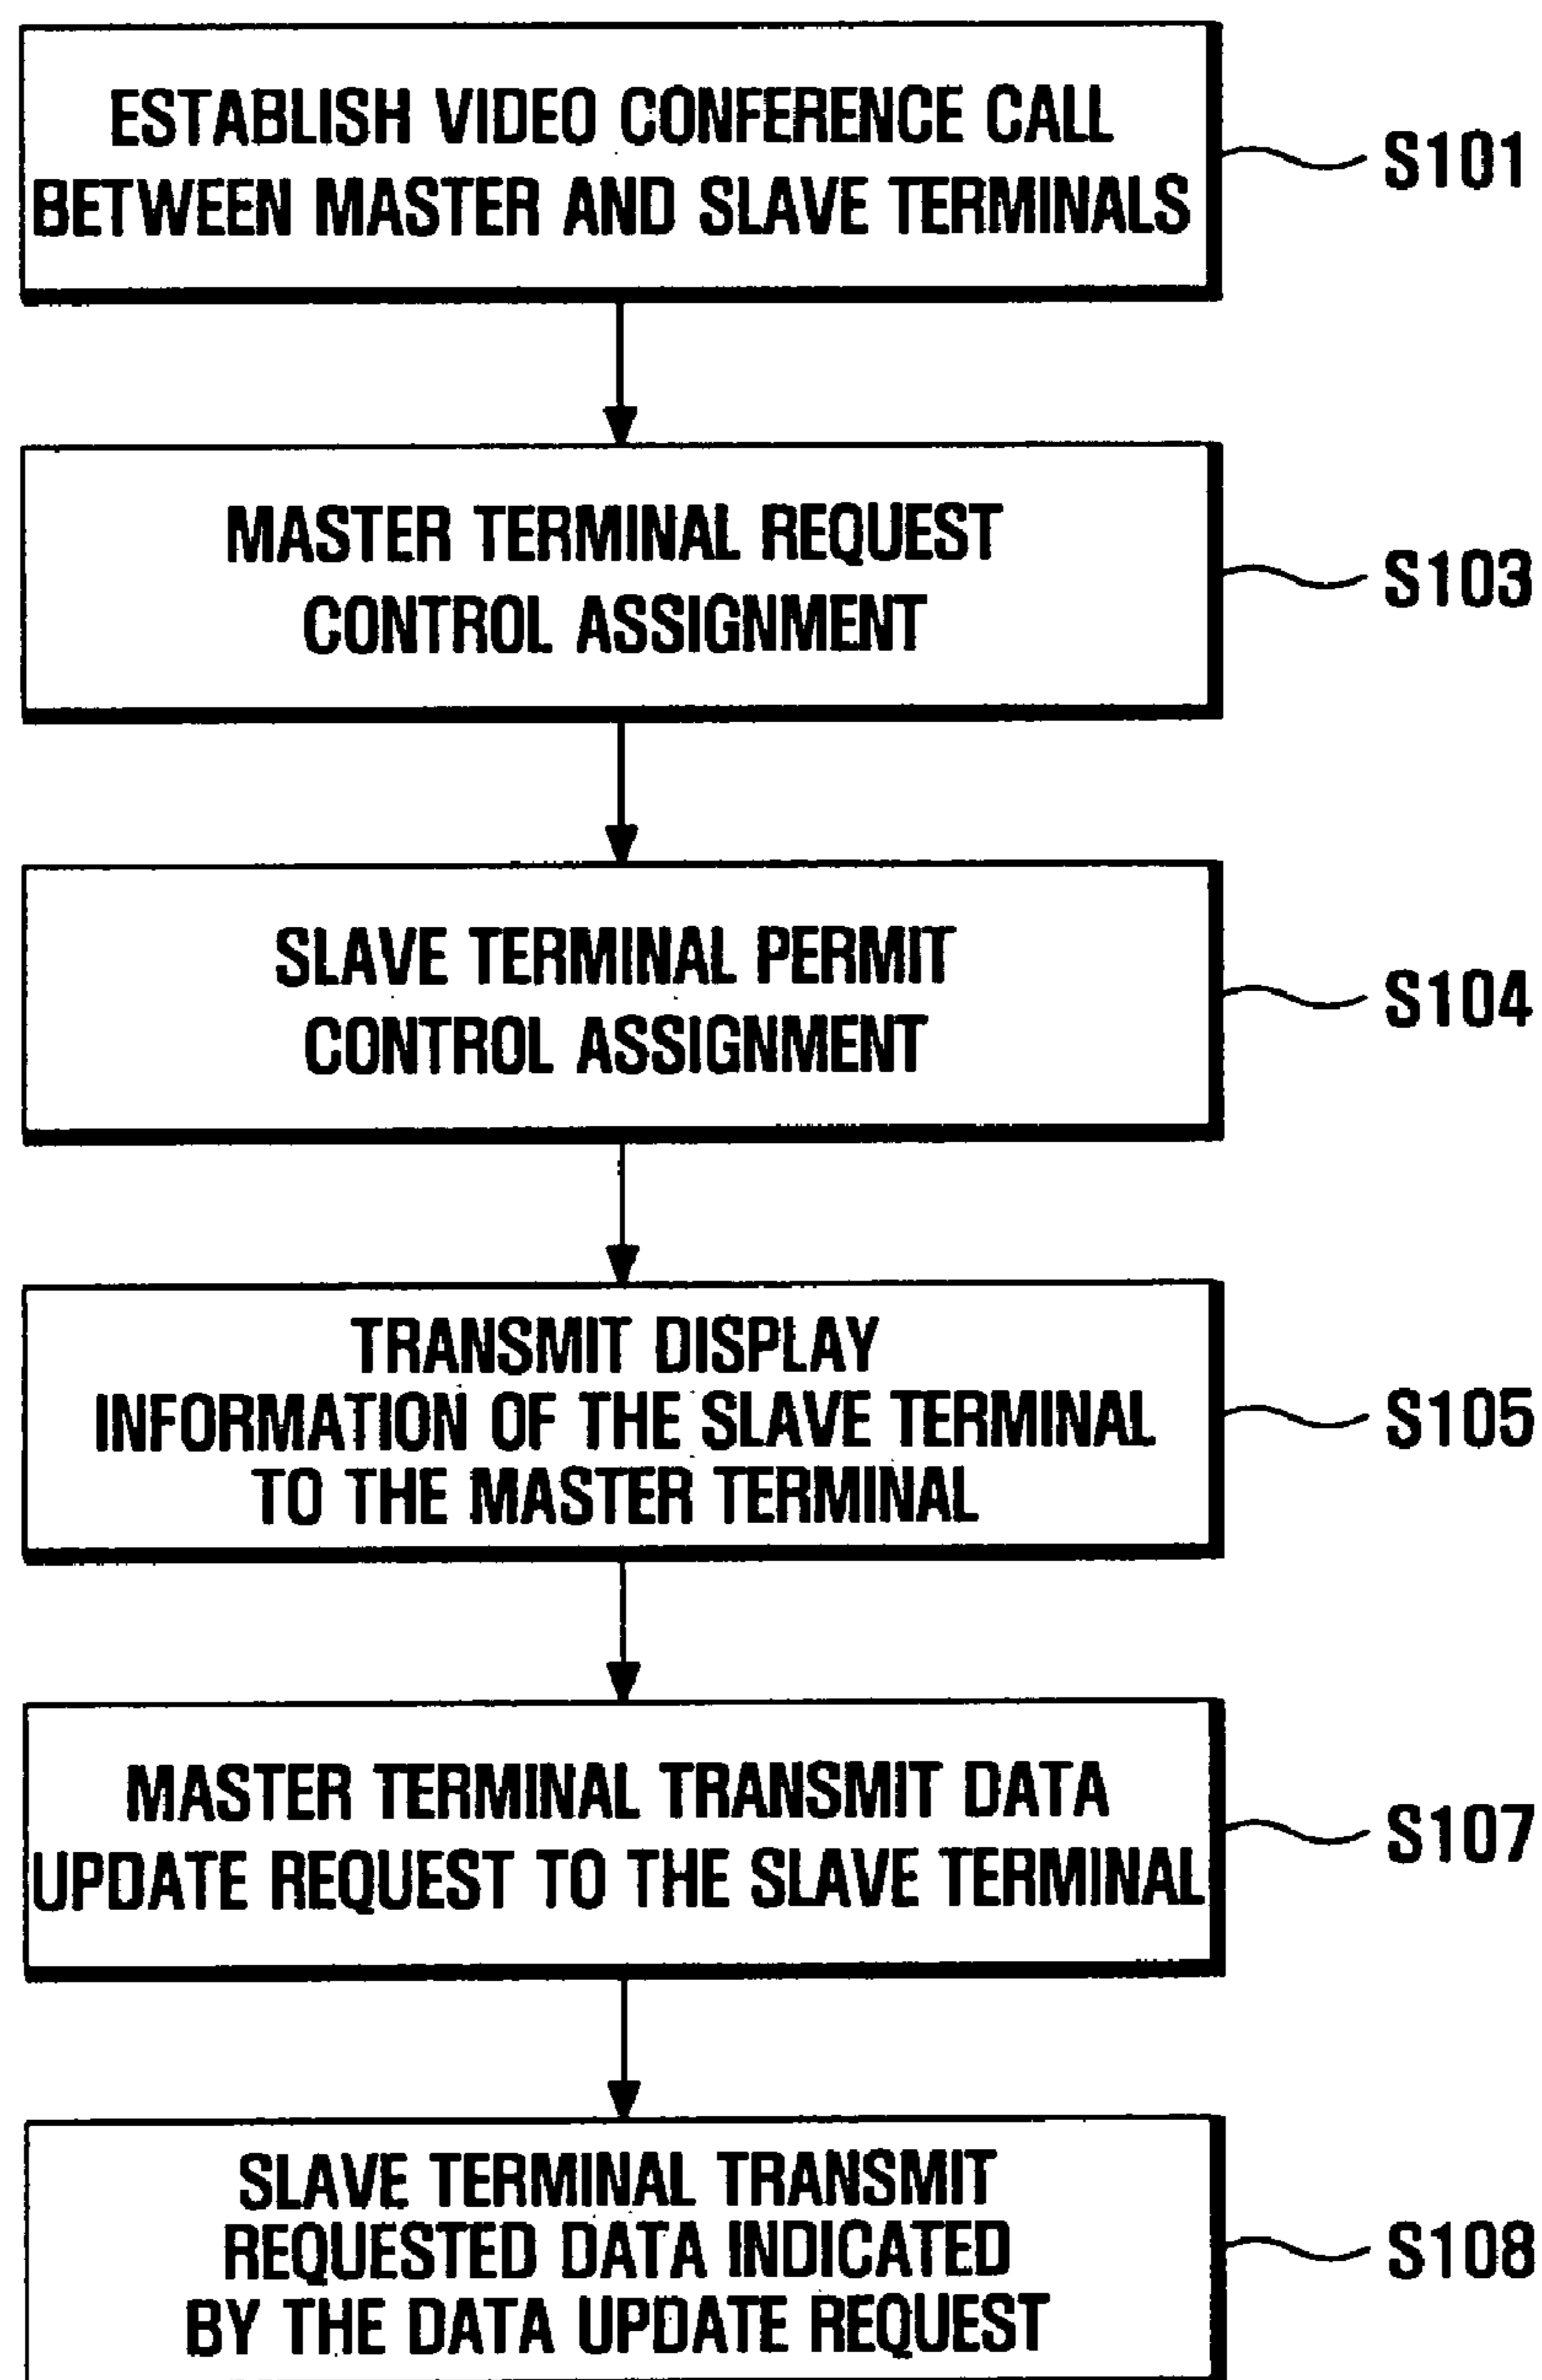 ESTABLISH VIDEO CONFERENCE CALL
BETWEEN MASTER AND SLAVE TERMINALS
S101
MASTER TERMINAL REQUEST
CONTROL ASSIGNMENT
S103
SLAVE TERMINAL PERMIT
CONTROL ASSIGNMENT
S104
TRANSMIT DISPLAY
INFORMATION OF THE SLAVE TERMINAL
TO THE MASTER TERMINAL
S105
MASTER TERMINAL TRANSMIT DATA
UPDATE REQUEST TO THE SLAVE TERMINAL
S107
SLAVE TERMINAL TRANSMIT
REQUESTED DATA INDICATED
BY THE DATA UPDATE REQUEST
S108